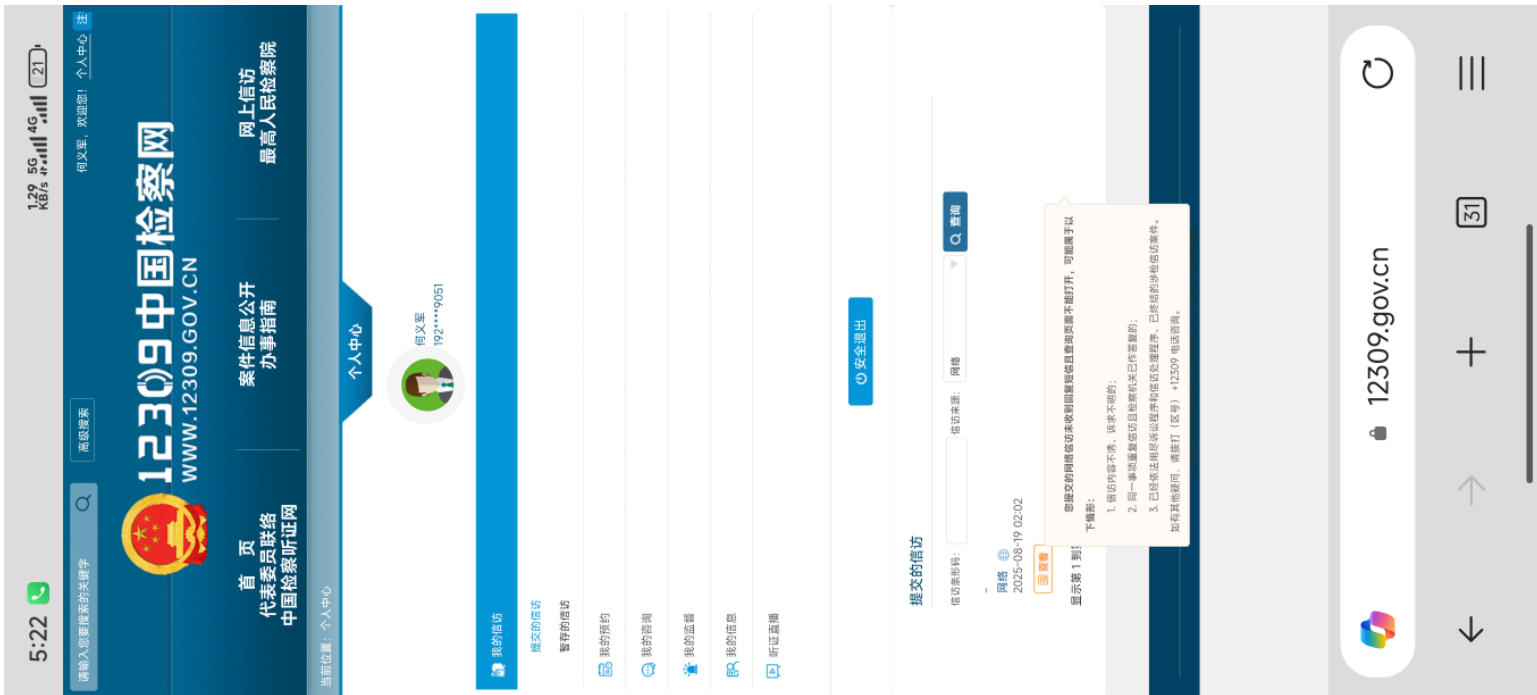 5:22
1.29 KB/s 5G 4G 21
请输入您要搜索的关键字
高级搜索
何义军，欢迎您！ 个人中心 注
12309中国检察网
WWW.12309.GOV.CN
首 页
案件信息公开
网上信访
代表委员联络
办事指南
最高人民检察院
中国检察听证网
当前位置：个人中心
个人中心
何义军
192****9051
我的信访
提交的信访
暂存的信访
我的预约
我的咨询
我的监督
我的信息
听证直播
安全退出
提交的信访
信访条形码：
信访来源：
网络
查询
-
网络
2025-08-19 02:02
查看
显示第 1 到
您提交的网络信访未收到回复短信且查询页面不能打开，可能属于以
下情形：
1. 信访内容不清、诉求不明的；
2. 同一事项重复信访且检察机关已作答复的；
3. 已经依法用尽诉讼程序和信访处理程序、已终结的涉检信访案件。
如有其他疑问，请拨打（区号）+12309 电话咨询。
12309.gov.cn
31